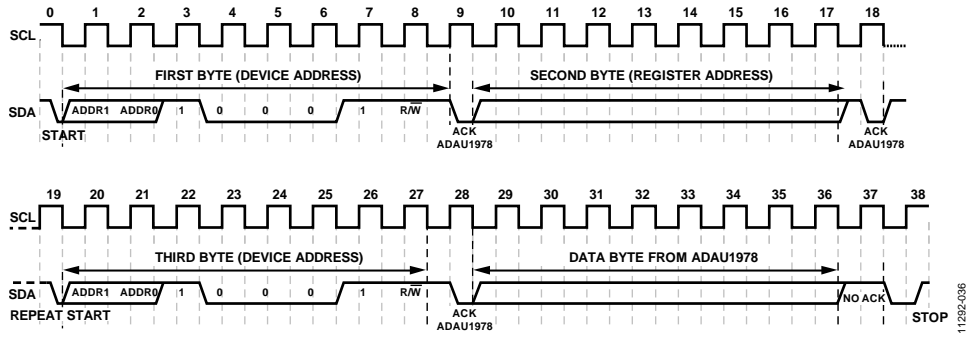 0 1 2 3 4 5 6 7 8 9 10 11 12 13 14 15 16 17 18
SCL
FIRST BYTE (DEVICE ADDRESS) SECOND BYTE (REGISTER ADDRESS)
SDA ADDR1 ADDR0 1 0 0 0 1 R/W̅
START ACK ADAU1978 ACK ADAU1978
19 20 21 22 23 24 25 26 27 28 29 30 31 32 33 34 35 36 37 38
SCL
THIRD BYTE (DEVICE ADDRESS) DATA BYTE FROM ADAU1978
SDA ADDR1 ADDR0 1 0 0 0 1 R/W̅ NO ACK
REPEAT START ACK ADAU1978 STOP
11292-036